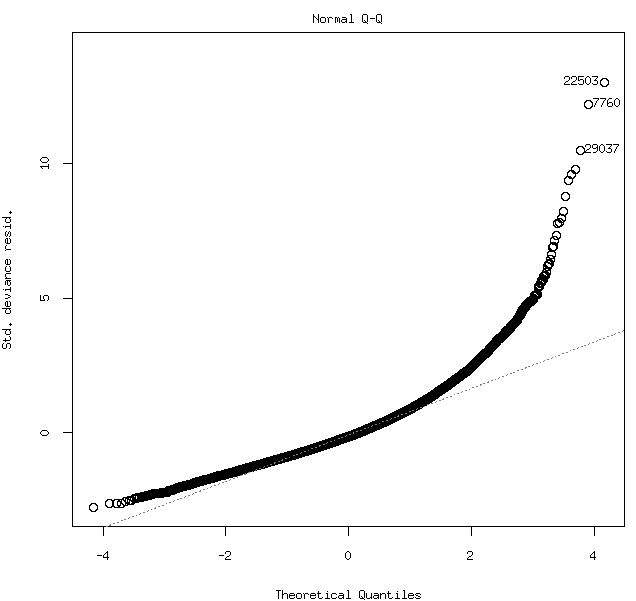 Normal Q-Q
22503
7760
29037
10
5
0
-4 -2 0 2 4
Std. deviance resid.
Theoretical Quantiles